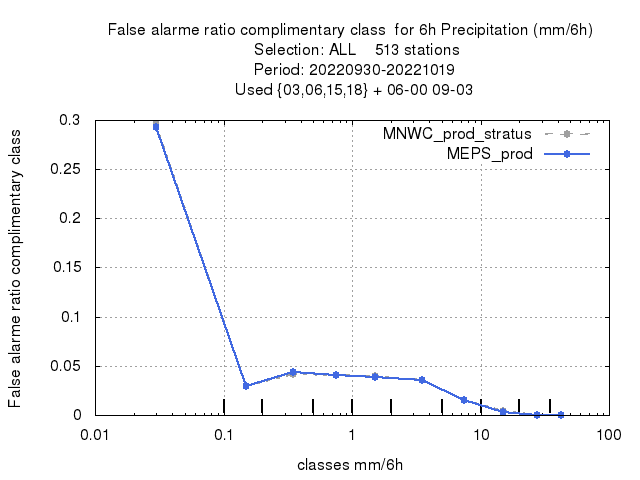 False alarme ratio complimentary class  for 6h Precipitation (mm/6h)
Selection: ALL    513 stations
Period: 20220930-20221019
Used {03,06,15,18} + 06-00 09-03
MNWC_prod_stratus
MEPS_prod
False alarme ratio complimentary class
0.3
0.25
0.2
0.15
0.1
0.05
0
0.01 0.1 1 10 100
classes mm/6h